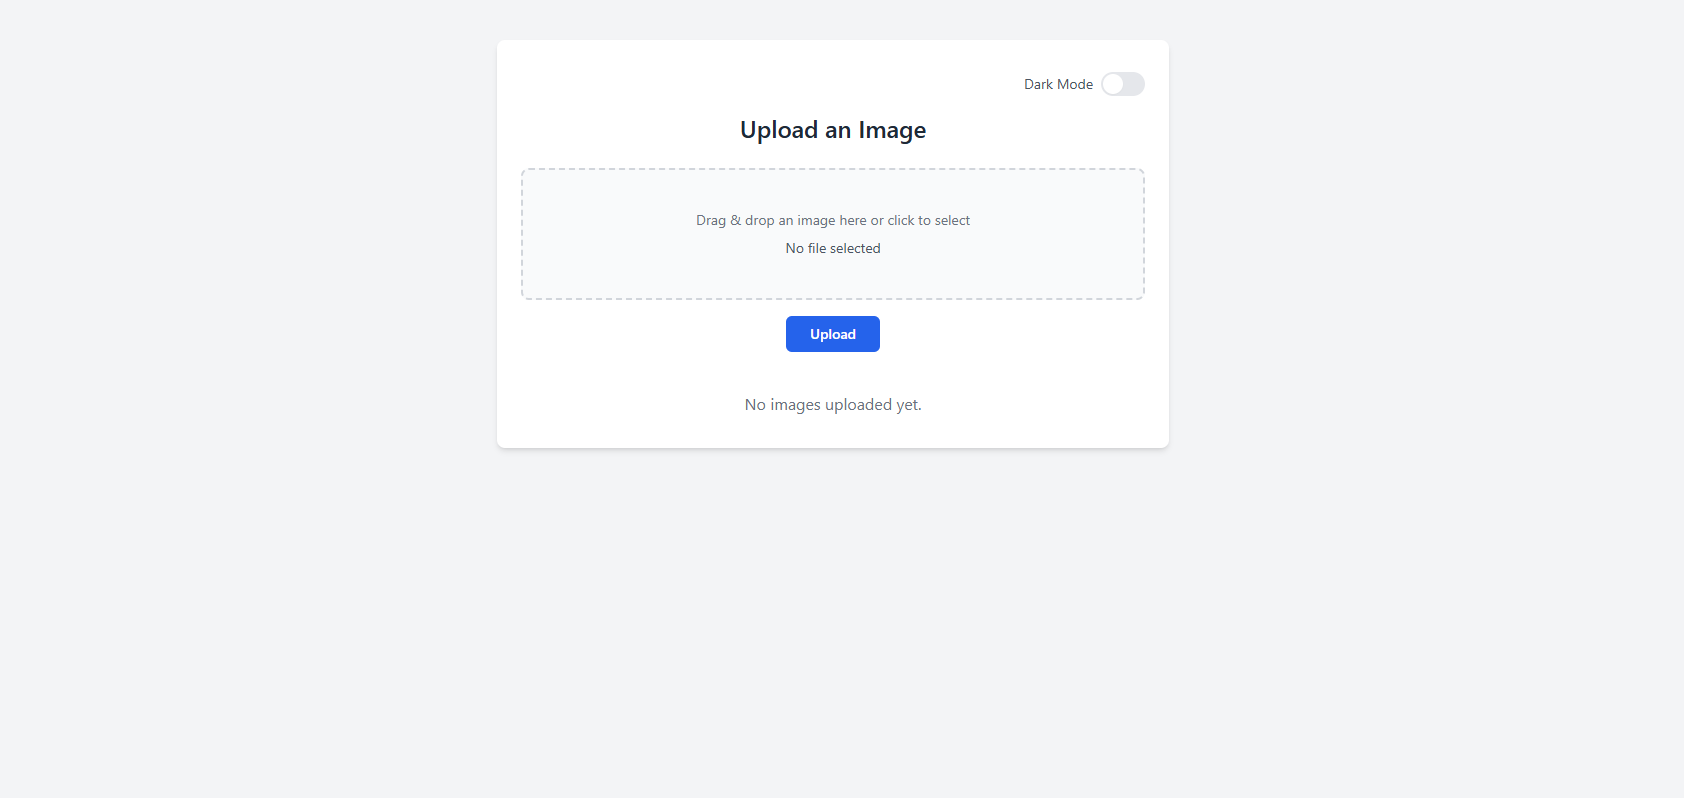 Dark Mode
Upload an Image
Drag & drop an image here or click to select
No file selected
Upload
No images uploaded yet.